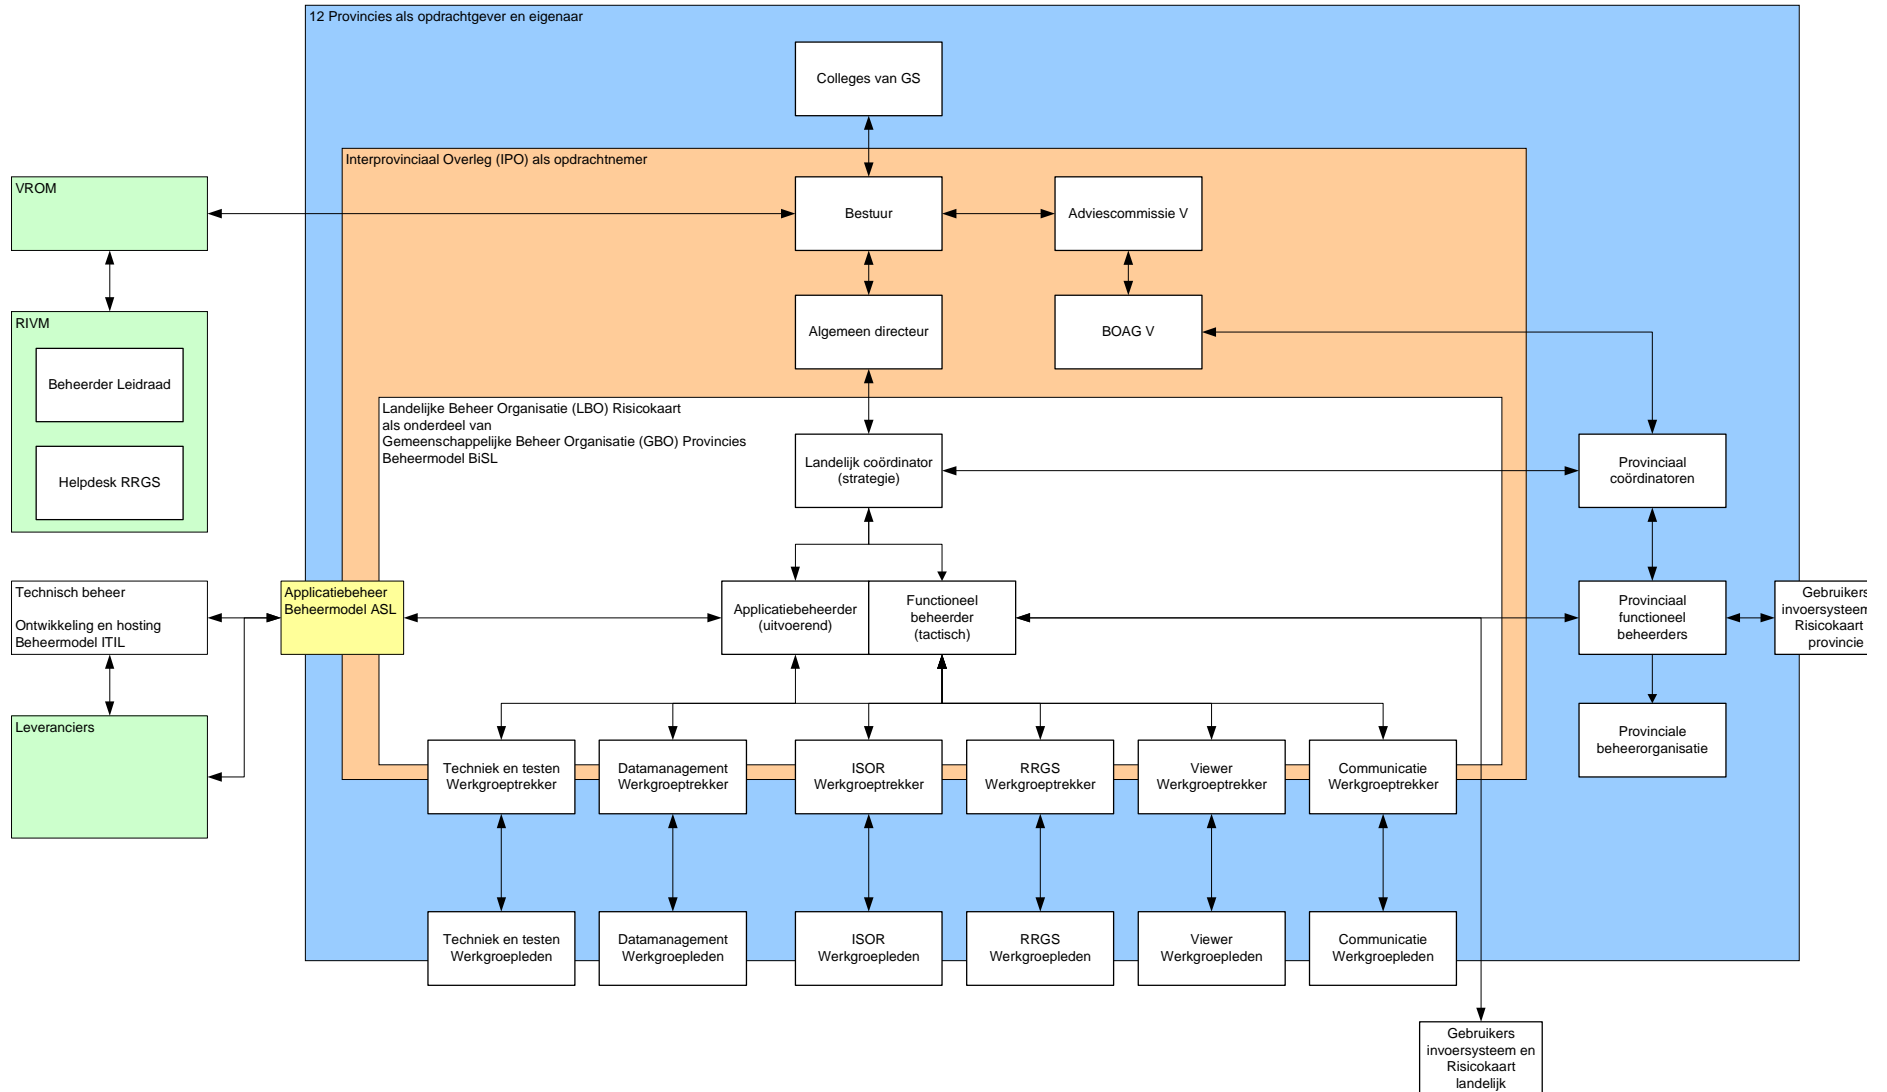 12 Provincies als opdrachtgever en eigenaar
Colleges van GS
Interprovinciaal Overleg (IPO) als opdrachtnemer
VROM
Bestuur
Adviescommissie V
RIVM
Beheerder Leidraad
Helpdesk RRGS
Algemeen directeur
BOAG V
Landelijke Beheer Organisatie (LBO) Risicokaart
als onderdeel van
Gemeenschappelijke Beheer Organisatie (GBO) Provincies
Beheermodel BiSL
Landelijk coördinator
(strategie)
Provinciaal
coördinatoren
Technisch beheer
Ontwikkeling en hosting
Beheermodel ITIL
Applicatiebeheer
Beheermodel ASL
Applicatiebeheerder
(uitvoerend)
Functioneel
beheerder
(tactisch)
Provinciaal
functioneel
beheerders
Gebruikers
invoersysteem
Risicokaart
provincie
Leveranciers
Provinciale
beheerorganisatie
Techniek en testen
Werkgroeptrekker
Datamanagement
Werkgroeptrekker
ISOR
Werkgroeptrekker
RRGS
Werkgroeptrekker
Viewer
Werkgroeptrekker
Communicatie
Werkgroeptrekker
Techniek en testen
Werkgroepleden
Datamanagement
Werkgroepleden
ISOR
Werkgroepleden
RRGS
Werkgroepleden
Viewer
Werkgroepleden
Communicatie
Werkgroepleden
Gebruikers
invoersysteem en
Risicokaart
landelijk